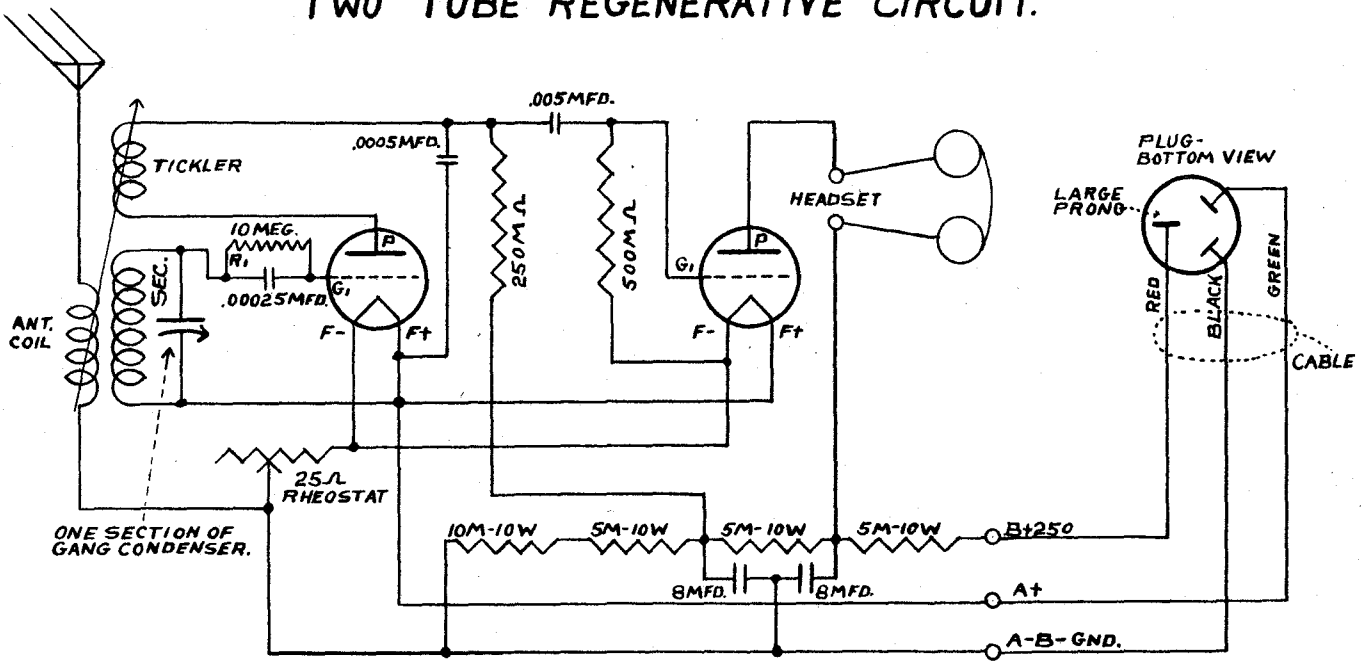 TWO TUBE REGENERATIVE CIRCUIT.
.005MFD.
.0005MFD.
TICKLER
PLUG-
BOTTOM VIEW
LARGE
PRONG
+
HEADSET
10 MEG.
R1
.00025MFD.
P
G1
F-
F+
250MΩ
500MΩ
P
G1
F-
F+
SEC.
ANT.
COIL
RED
BLACK
GREEN
CABLE
25Ω
RHEOSTAT
ONE SECTION OF
GANG CONDENSER.
10M-10W
5M-10W
5M-10W
5M-10W
B+250
8MFD.
8MFD.
A+
A-B-GND.